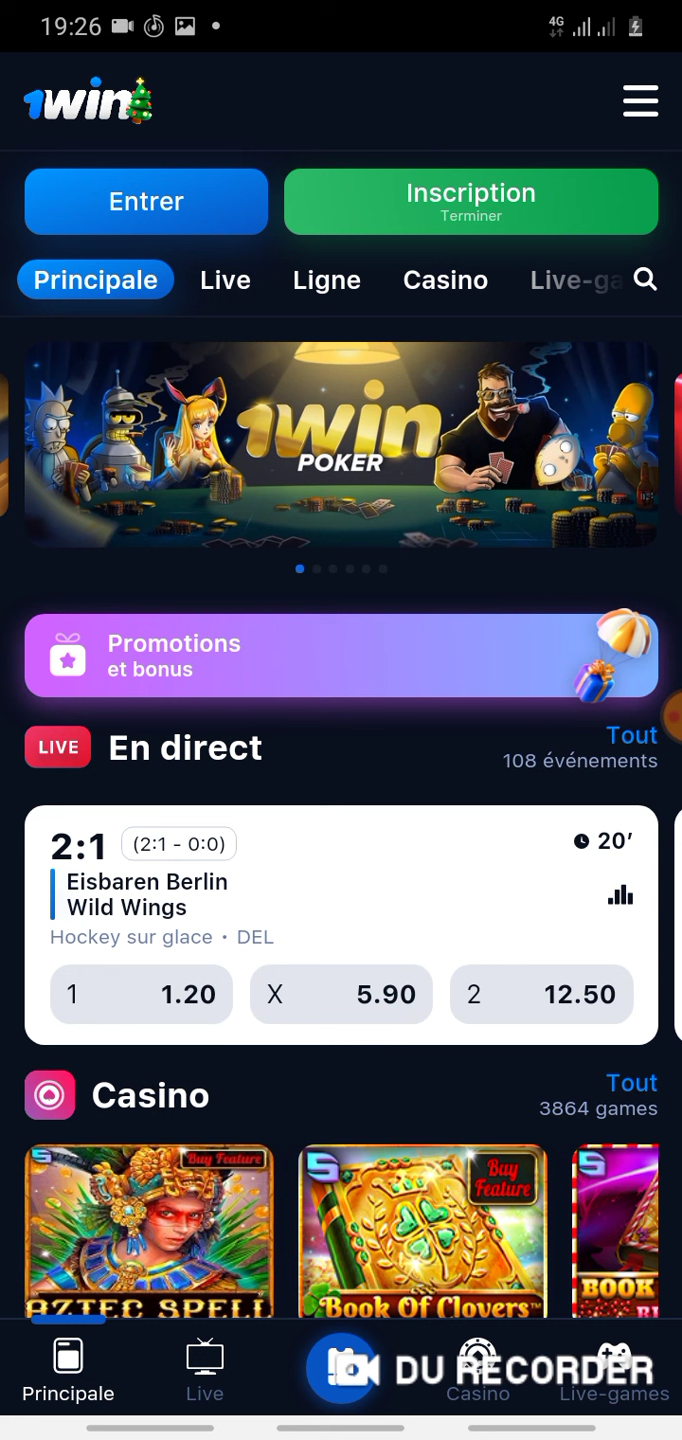 19:26
4G
1win
Entrer
Inscription
Terminer
Principale Live Ligne Casino Live-ga
1win
POKER
Promotions
et bonus
LIVE En direct
Tout
108 événements
2:1 (2:1 - 0:0) 20’
Eisbaren Berlin
Wild Wings
Hockey sur glace • DEL
1 1.20 X 5.90 2 12.50
Casino
Tout
3864 games
Buy Feature
Buy
Feature
AZTEC SPELL
Book Of Clovers™
BOOK
DU RECORDER
Principale Live Casino Live-games